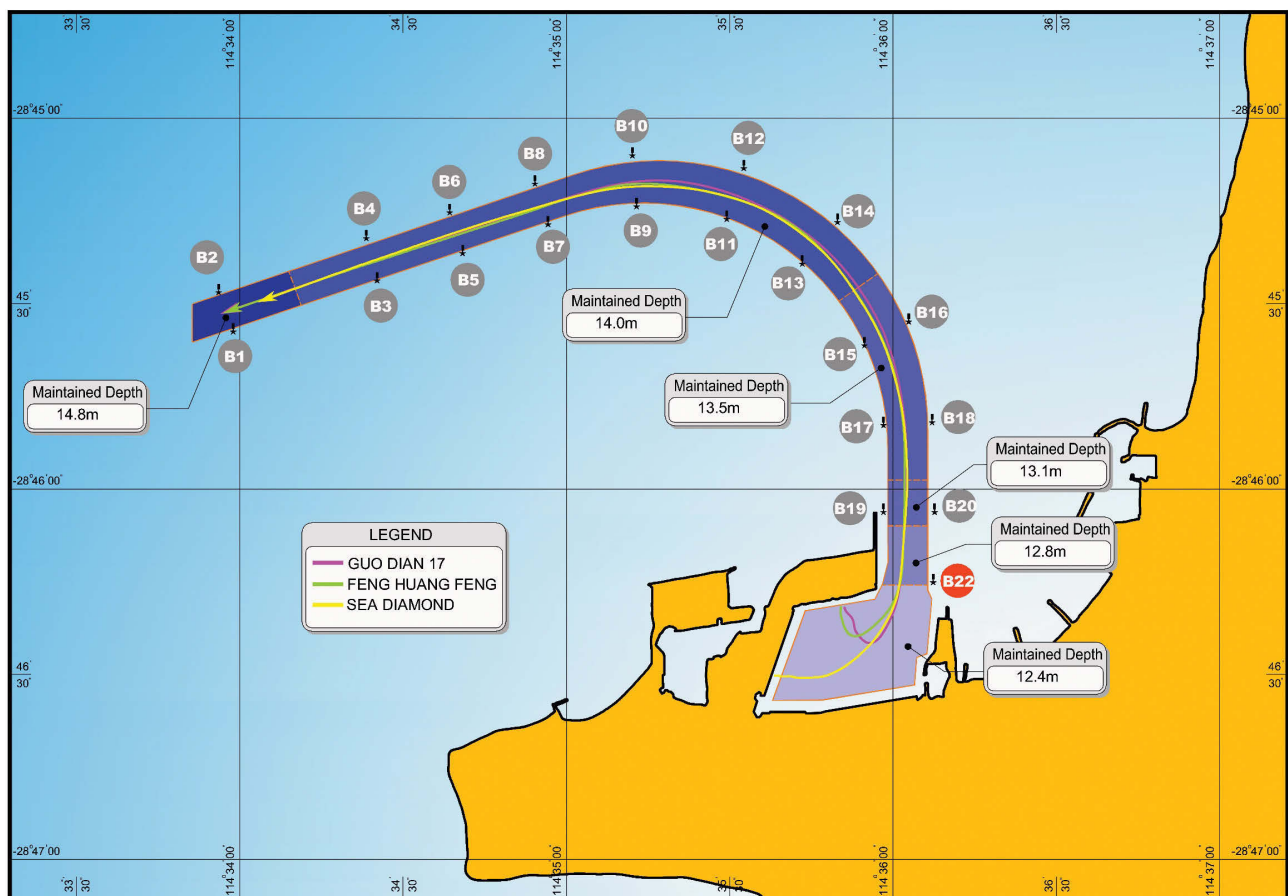 33'
30"
114°34'00"
34'
30"
114°35'00"
35'
30"
114°36'00"
36'
30"
114°37'00"
-28°45'00"
-28°45'00"
B10
B12
B8
B6
B14
B4
B7
B9
B11
B2
B5
B13
B3
45'
30"
Maintained Depth
14.0m
B16
45'
30"
B1
B15
Maintained Depth
14.8m
Maintained Depth
13.5m
B17
B18
Maintained Depth
13.1m
-28°46'00"
-28°46'00"
B19
B20
LEGEND
GUO DIAN 17
FENG HUANG FENG
SEA DIAMOND
Maintained Depth
12.8m
B22
Maintained Depth
12.4m
46'
30"
46'
30"
-28°47'00"
-28°47'00"
33'
30"
114°34'00"
34'
30"
114°35'00"
35'
30"
114°36'00"
36'
30"
114°37'00"